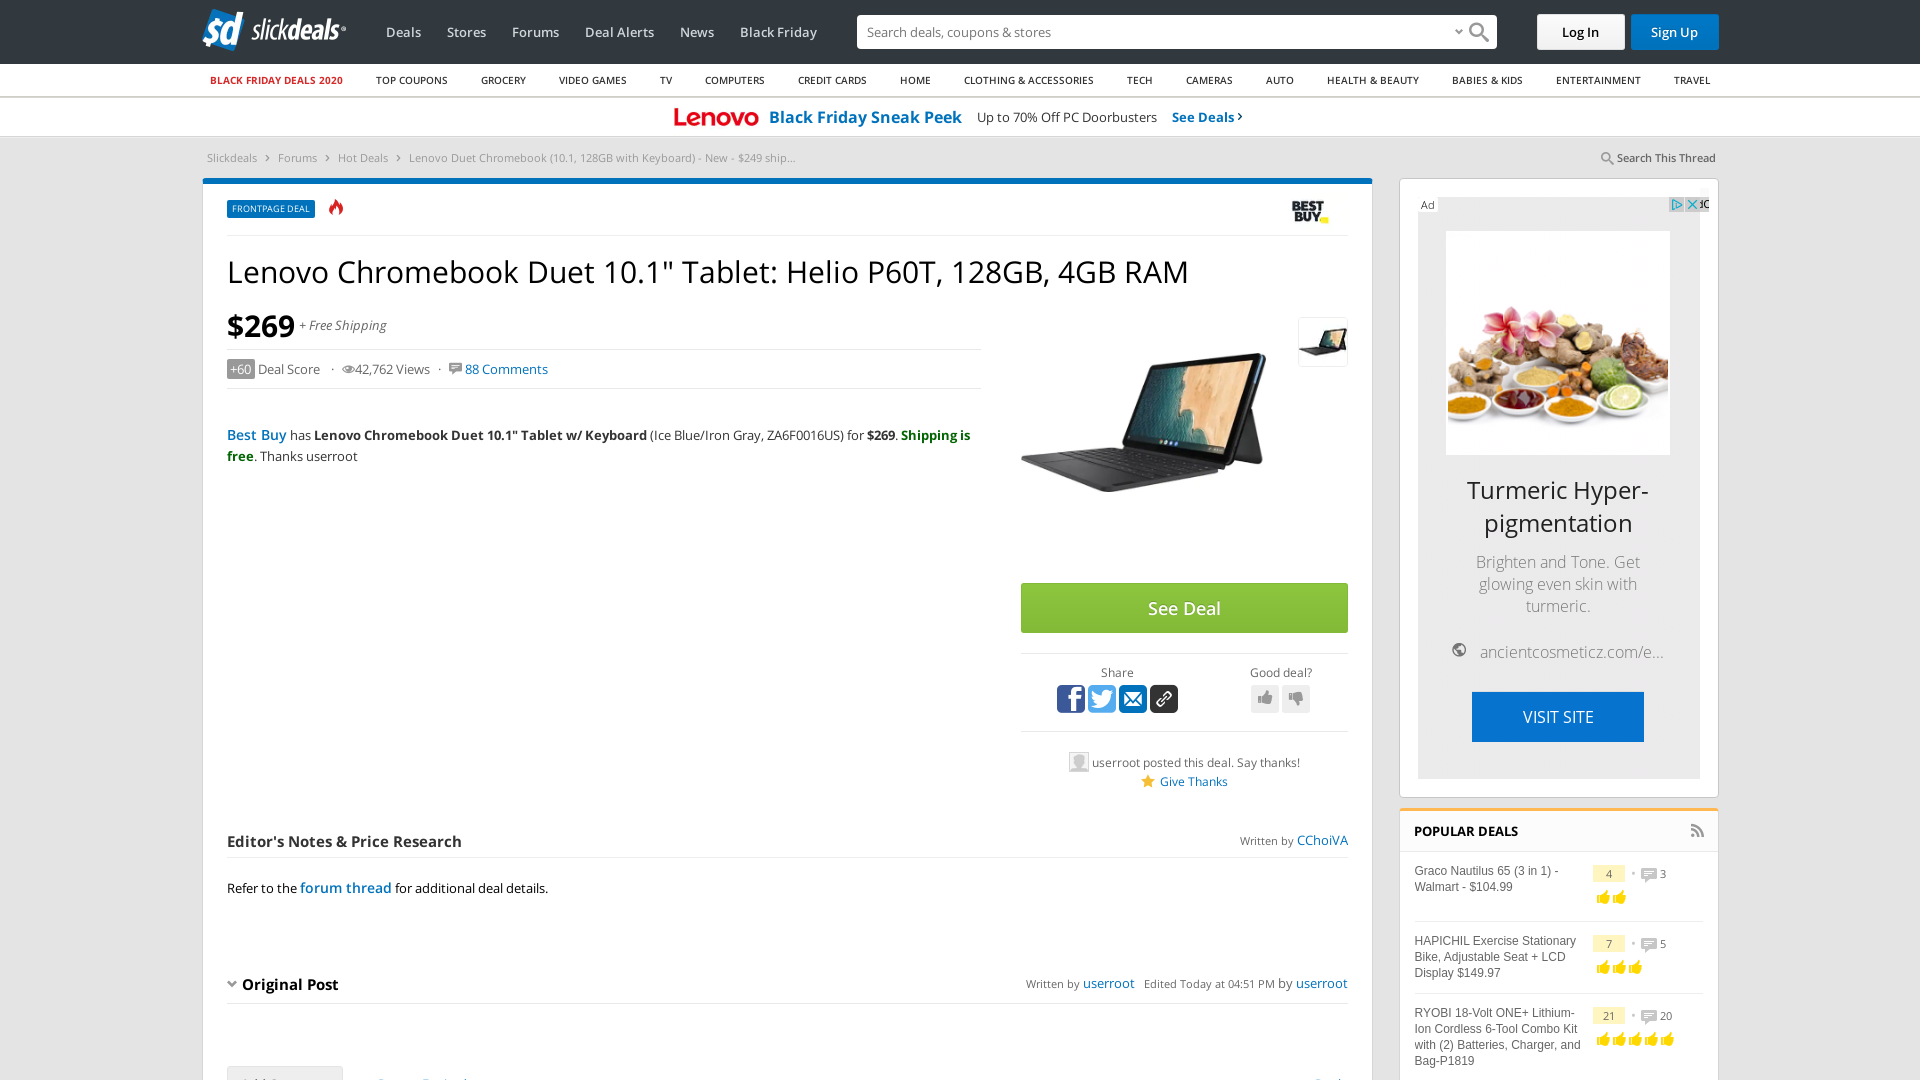 slickdeals
Deals Stores Forums Deal Alerts News Black Friday
Search deals, coupons & stores
Log In
Sign Up
BLACK FRIDAY DEALS 2020 TOP COUPONS GROCERY VIDEO GAMES TV COMPUTERS CREDIT CARDS HOME CLOTHING & ACCESSORIES TECH CAMERAS AUTO HEALTH & BEAUTY BABIES & KIDS ENTERTAINMENT TRAVEL
Lenovo Black Friday Sneak Peek Up to 70% Off PC Doorbusters See Deals
Slickdeals Forums Hot Deals Lenovo Duet Chromebook (10.1, 128GB with Keyboard) - New - $249 ship...
Search This Thread
FRONTPAGE DEAL
BEST
BUY
Lenovo Chromebook Duet 10.1" Tablet: Helio P60T, 128GB, 4GB RAM
$269 + Free Shipping
+60 Deal Score · 42,762 Views · 88 Comments
Best Buy has Lenovo Chromebook Duet 10.1" Tablet w/ Keyboard (Ice Blue/Iron Gray, ZA6F0016US) for $269. Shipping is
free. Thanks userroot
See Deal
Share
Good deal?
userroot posted this deal. Say thanks!
Give Thanks
Editor's Notes & Price Research
Written by CChoiVA
Refer to the forum thread for additional deal details.
Original Post
Written by userroot Edited Today at 04:51 PM by userroot
Ad
Turmeric Hyper-
pigmentation
Brighten and Tone. Get
glowing even skin with
turmeric.
ancientcosmeticz.com/e...
VISIT SITE
POPULAR DEALS
Graco Nautilus 65 (3 in 1) -
Walmart - $104.99
4 • 3
HAPICHIL Exercise Stationary
Bike, Adjustable Seat + LCD
Display $149.97
7 • 5
RYOBI 18-Volt ONE+ Lithium-
Ion Cordless 6-Tool Combo Kit
with (2) Batteries, Charger, and
Bag-P1819
21 • 20